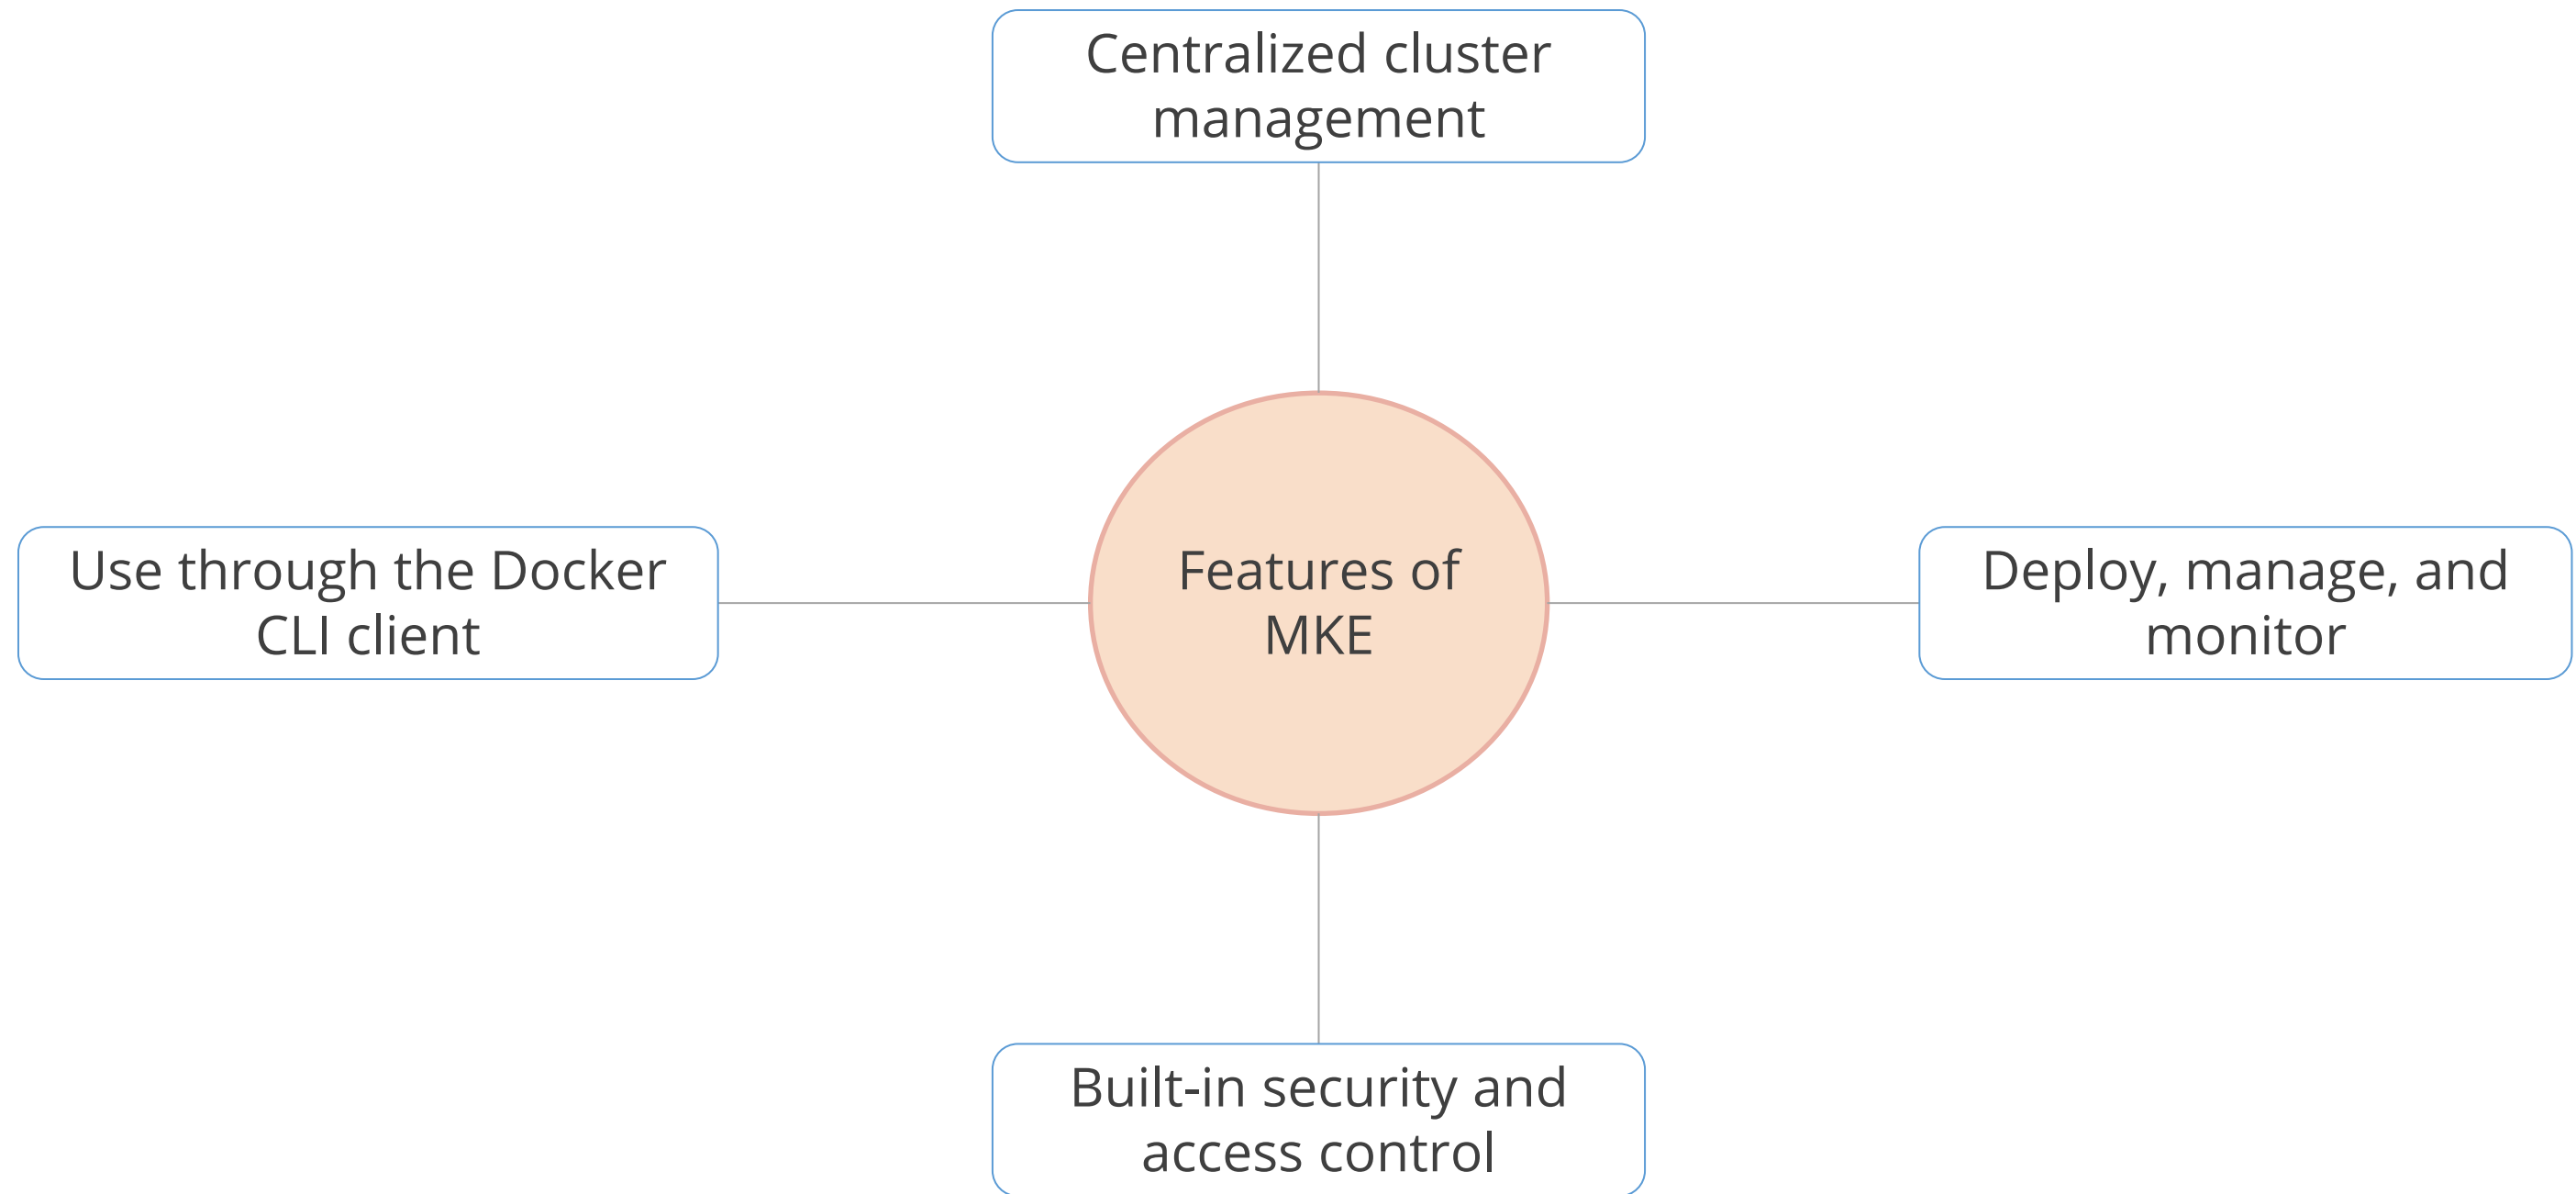 Centralized cluster
management
Use through the Docker
CLI client
Features of
MKE
Deploy, manage, and
monitor
Built-in security and
access control